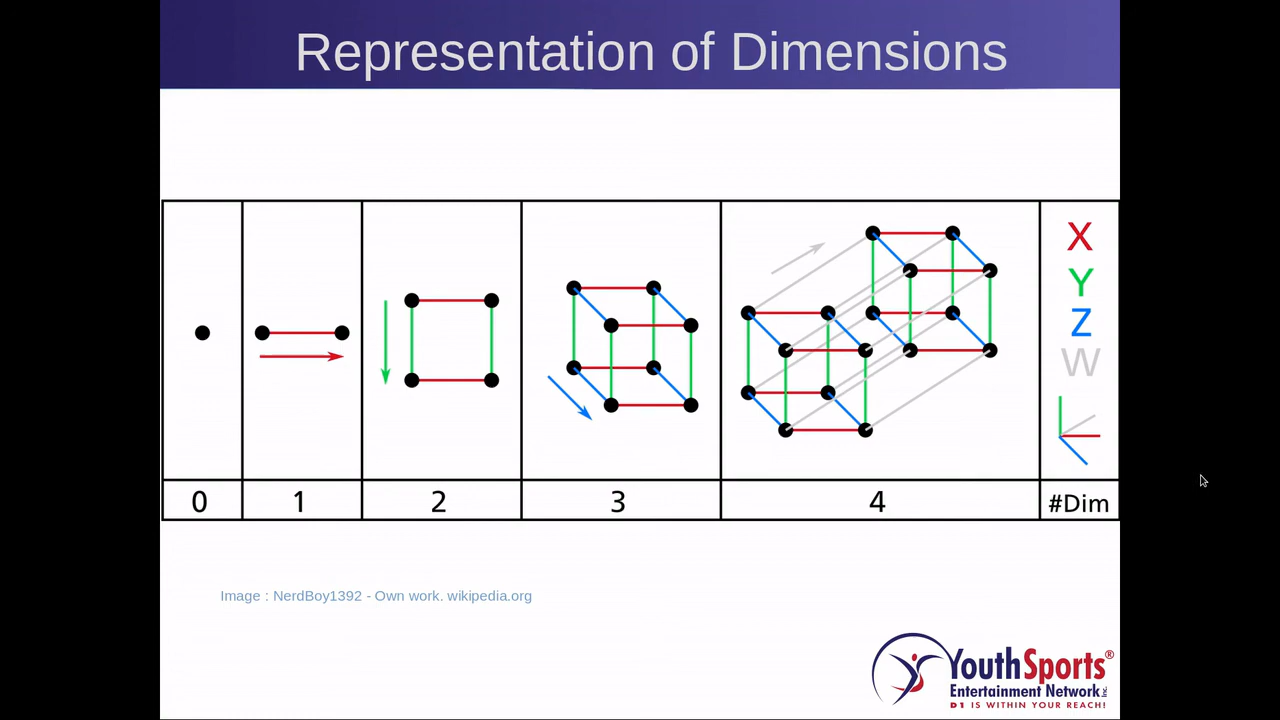 Representation of Dimensions
X
Y
Z
W
0 1 2 3 4 #Dim
Image : NerdBoy1392 - Own work. wikipedia.org
YouthSports®
Entertainment Network Inc.
D1 IS WITHIN YOUR REACH!